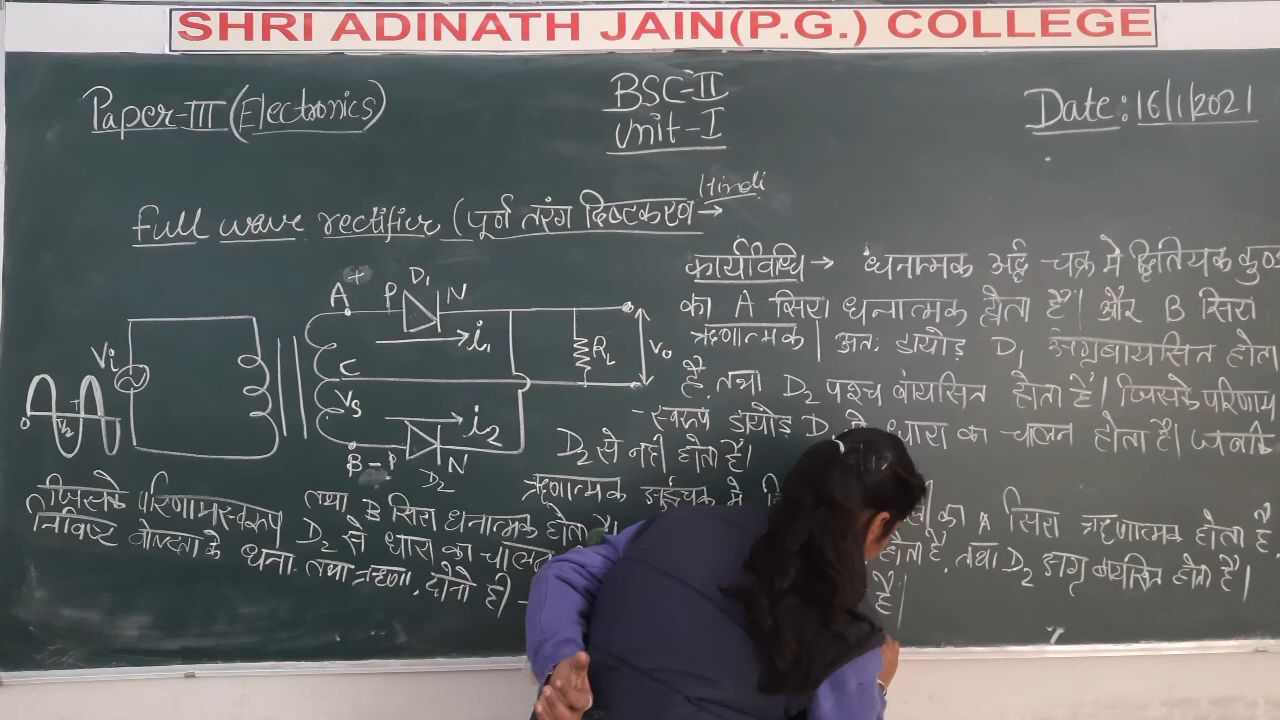 SHRI ADINATH JAIN(P.G.) COLLEGE
Paper-III (Electronics)
BSC-II
Unit-I
Date: 16/1/2021
Full wave rectifier (पूर्ण तरंग दिष्टकरण →
Hindi
कार्याविधि → धनात्मक अर्द्ध -चक्र मे द्वितियक
का A सिरा धनात्मक होता है। और B सिरा
ऋणात्मक | अतः डायोड़ D1 अग्रबायसित होता
है, तथा D2 पश्च बायसित होता है। जिसके परिणाम
-स्वरूप डायोड़ D धारा का चालन होता है। जबकि
D2 से नही होता है।
ऋणात्मक अर्द्धचक्र मे
का A सिरा ऋणात्मक होता है,
तथा B सिरा धनात्मक होता है।
होता है, तथा D2 अग्र बायसित होता है।
जिसके परिणामस्वरूप D2 से धारा का चालन
है।
निविष्ट वोल्टता के धना. तथा ऋणा. दोनो ही -
Vi
0
T/2
T
A
+
P
D1
N
i1
C
Vs
i2
B
-
P
N
D2
RL
Vo